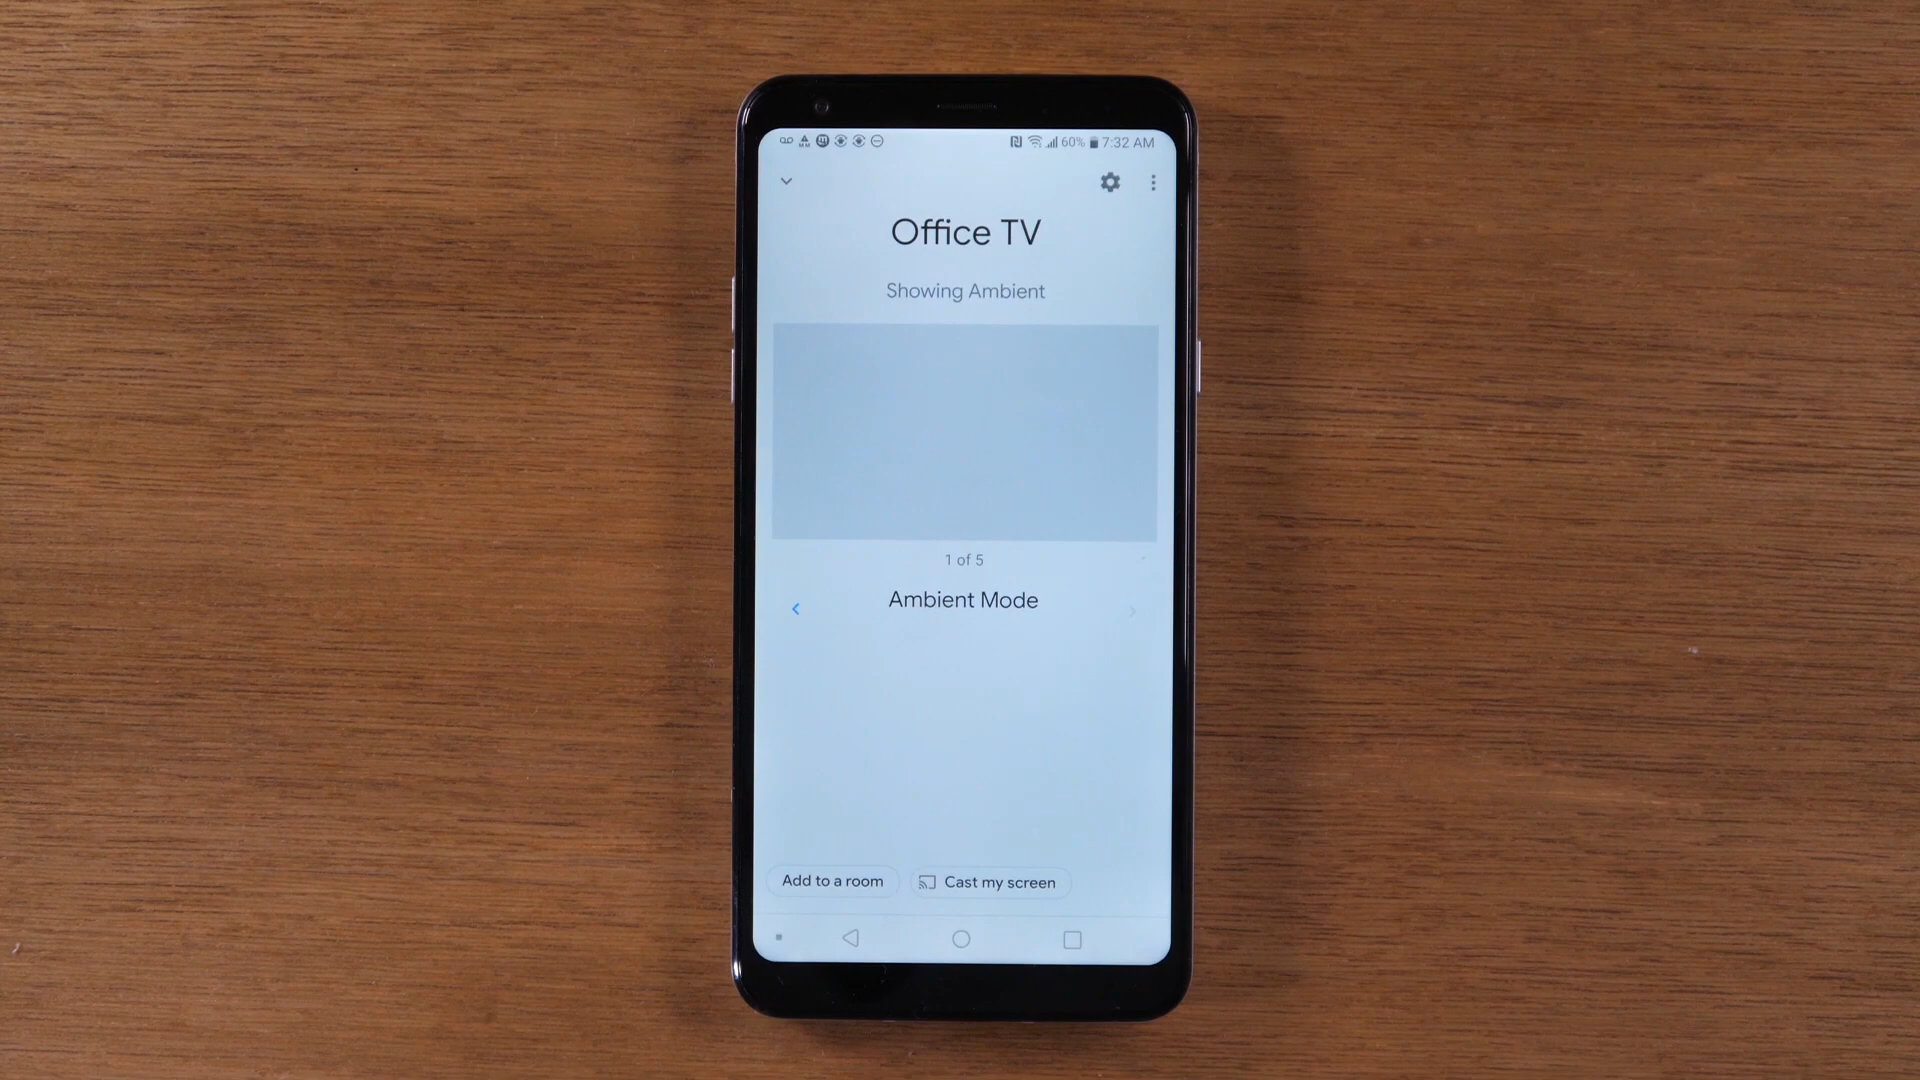 60% 7:32 AM
Office TV
Showing Ambient
1 of 5
Ambient Mode
Add to a room
Cast my screen